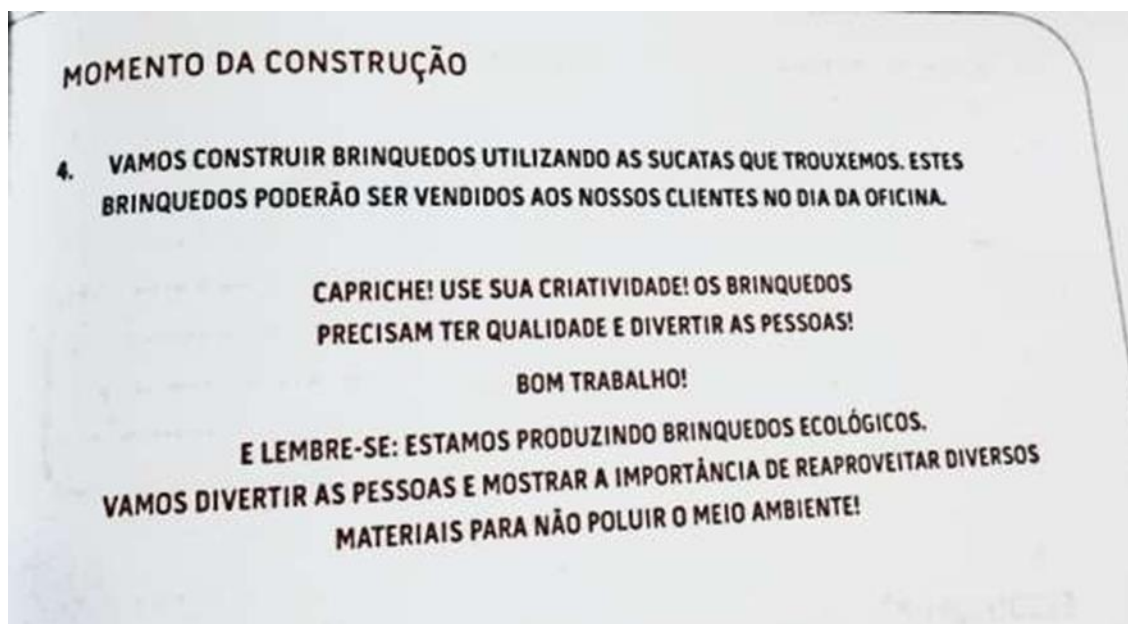 MOMENTO DA CONSTRUÇÃO
4. VAMOS CONSTRUIR BRINQUEDOS UTILIZANDO AS SUCATAS QUE TROUXEMOS. ESTES
BRINQUEDOS PODERÃO SER VENDIDOS AOS NOSSOS CLIENTES NO DIA DA OFICINA.
CAPRICHE! USE SUA CRIATIVIDADE! OS BRINQUEDOS
PRECISAM TER QUALIDADE E DIVERTIR AS PESSOAS!
BOM TRABALHO!
E LEMBRE-SE: ESTAMOS PRODUZINDO BRINQUEDOS ECOLÓGICOS.
VAMOS DIVERTIR AS PESSOAS E MOSTRAR A IMPORTÂNCIA DE REAPROVEITAR DIVERSOS
MATERIAIS PARA NÃO POLUIR O MEIO AMBIENTE!